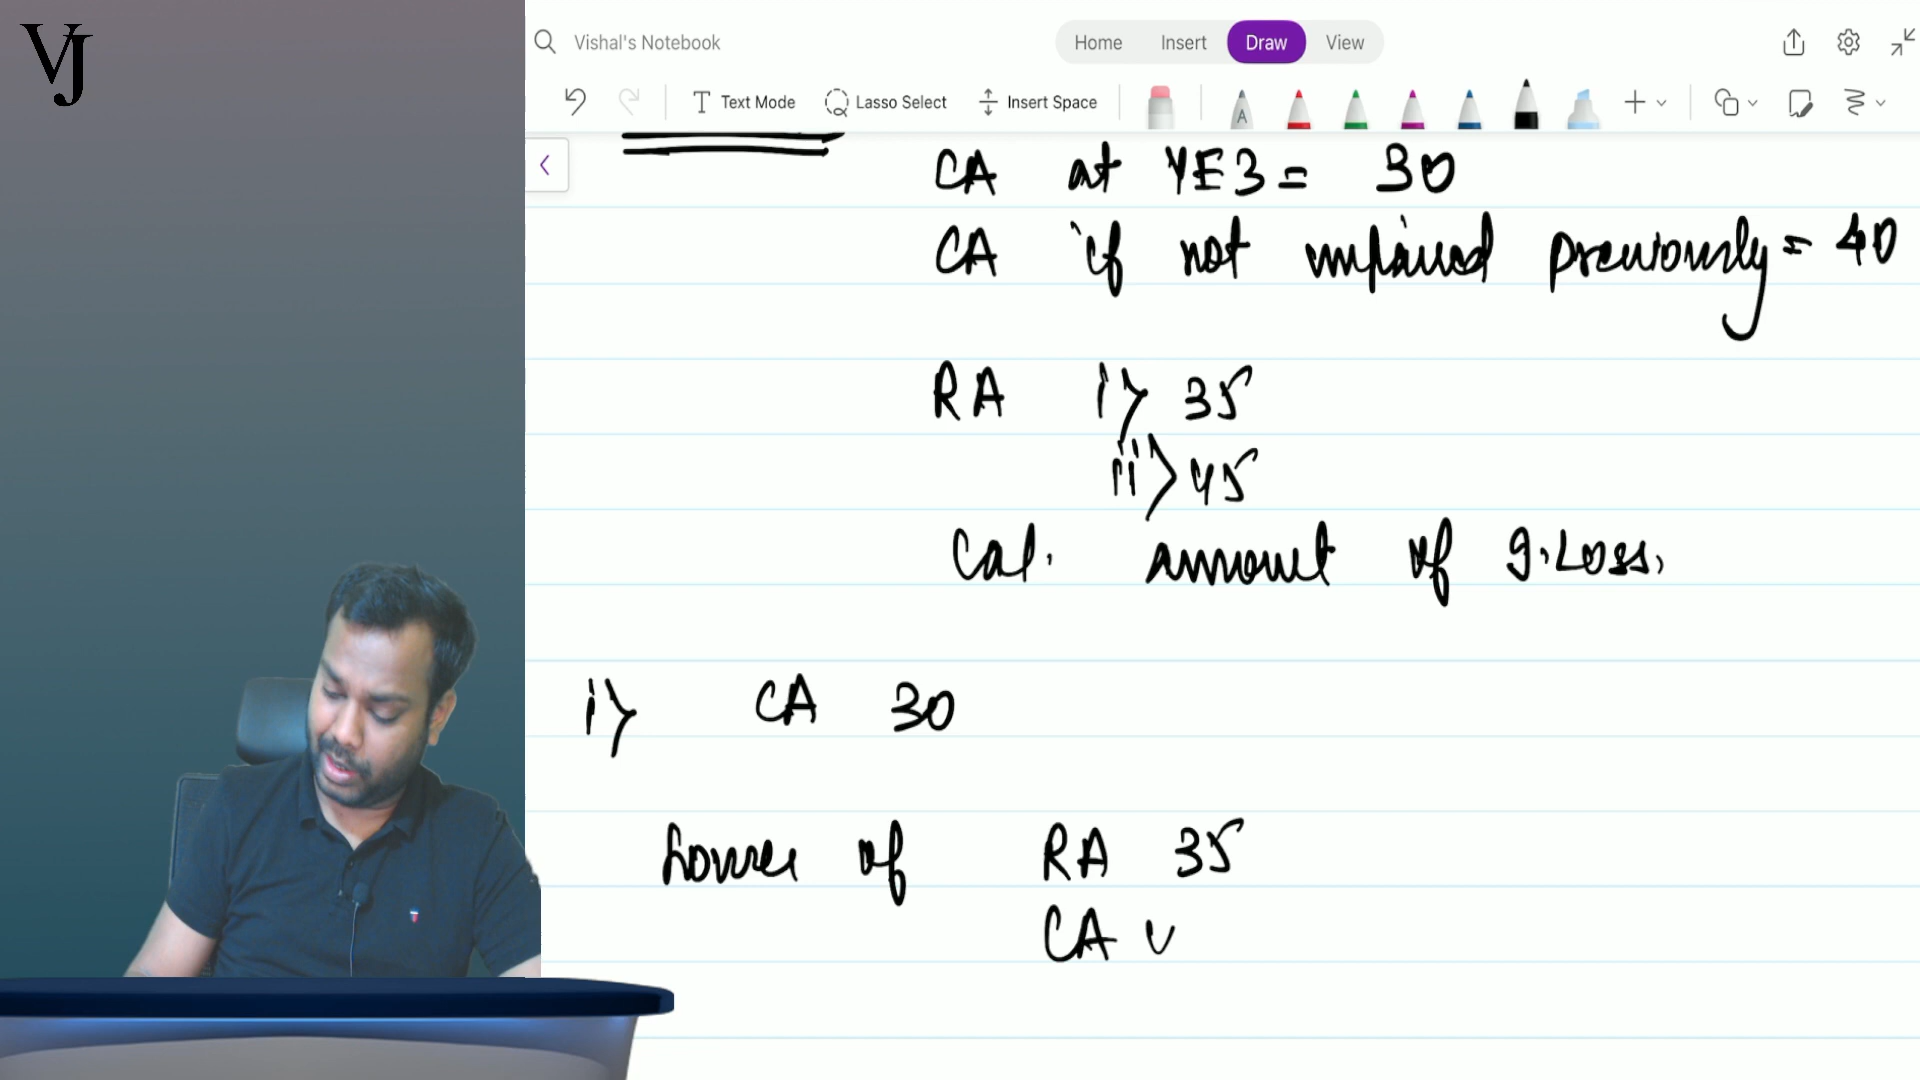 VJ
Vishal's Notebook
Home Insert Draw View
Text Mode Lasso Select Insert Space
CA at YE3 = 30
CA if not impaired previously = 40
RA i> 35
ii> 45
Cal. amount of g. Loss.
i> CA 30
Lower of RA 35
CA